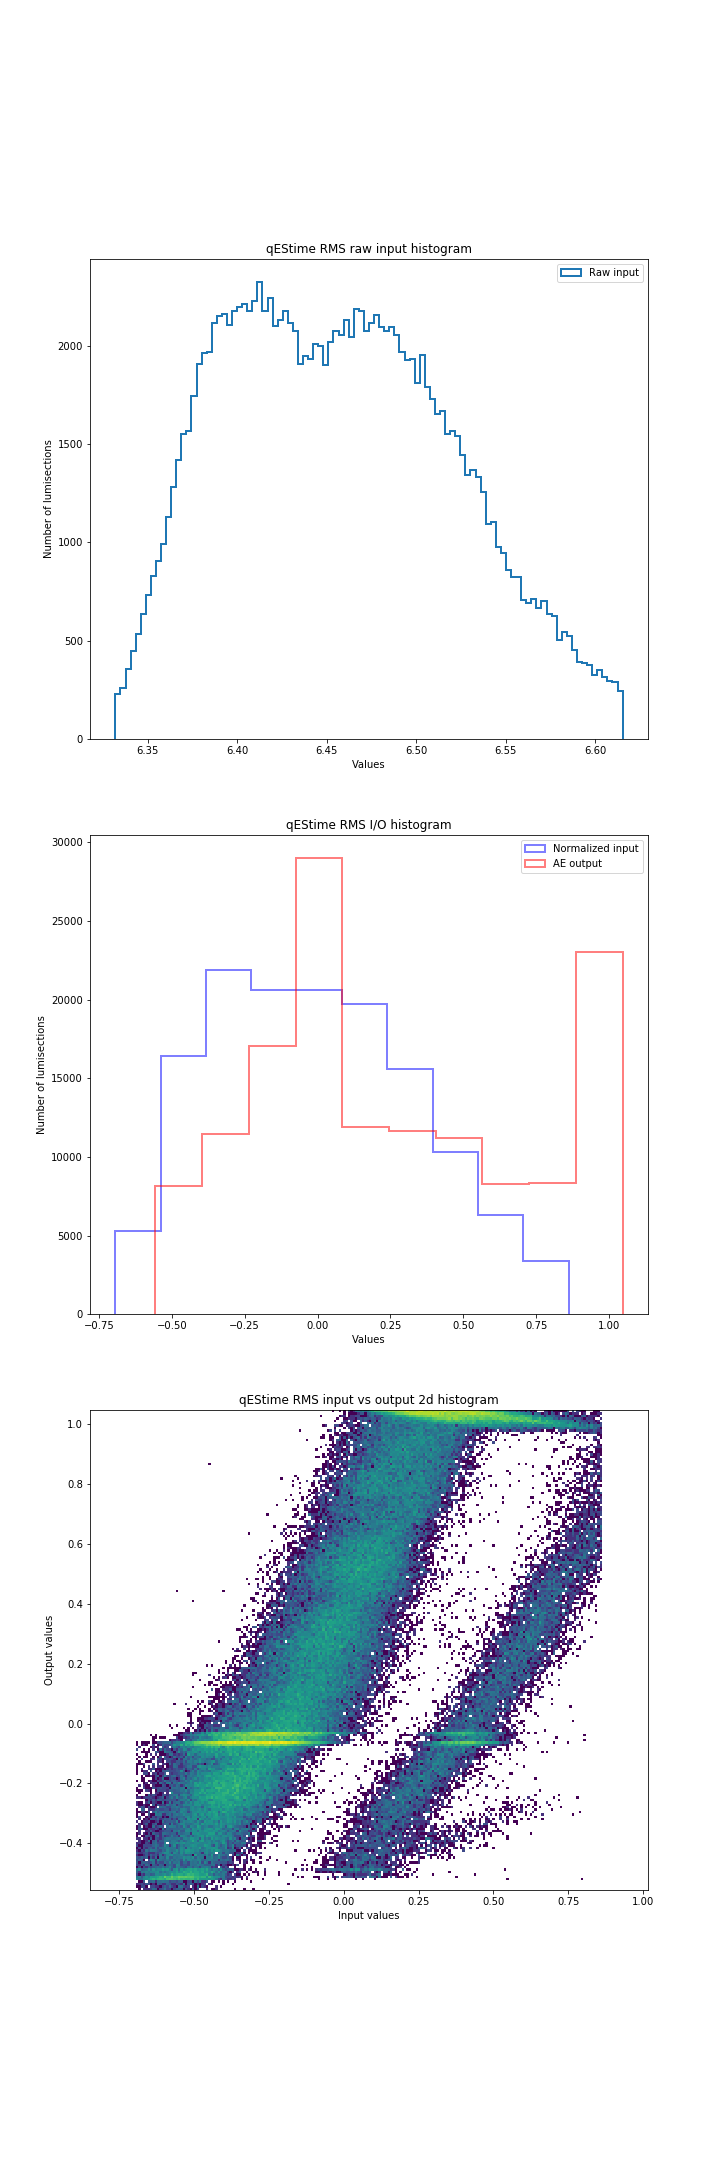 qEStime RMS raw input histogram
Raw input
Number of lumisections
2000
1500
1000
500
0
6.35 6.40 6.45 6.50 6.55 6.60
Values
qEStime RMS I/O histogram
Normalized input
AE output
Number of lumisections
30000
25000
20000
15000
10000
5000
0
−0.75 −0.50 −0.25 0.00 0.25 0.50 0.75 1.00
Values
qEStime RMS input vs output 2d histogram
Output values
1.0
0.8
0.6
0.4
0.2
0.0
−0.2
−0.4
−0.75 −0.50 −0.25 0.00 0.25 0.50 0.75 1.00
Input values